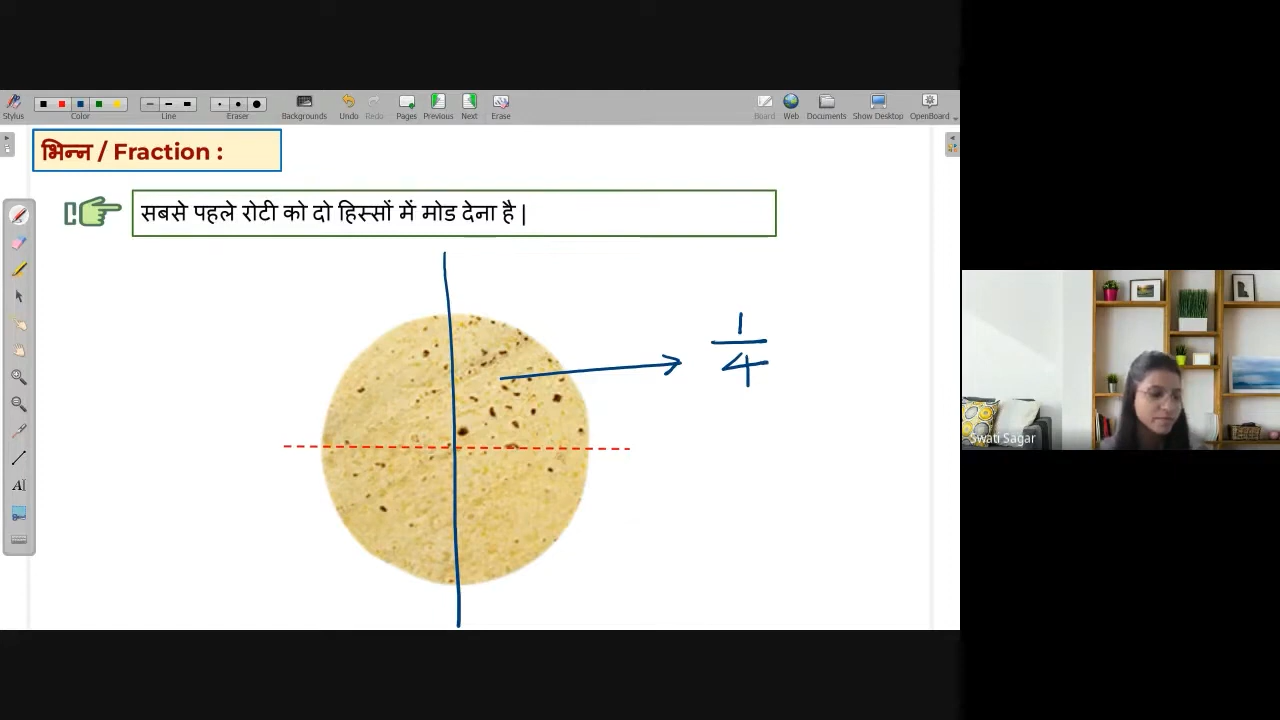 Stylus
Color
Line
Eraser
Backgrounds
Undo
Redo
Pages
Previous
Next
Erase
Board
Web
Documents
Show Desktop
OpenBoard
भिन्न / Fraction :
सबसे पहले रोटी को दो हिस्सों में मोड देना है |
1
4
Swati Sagar